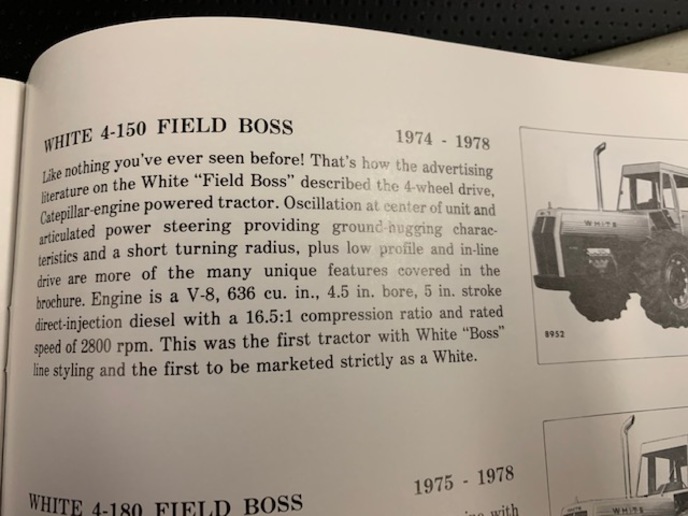 WHITE 4-150 FIELD BOSS 1974 - 1978
Like nothing you've ever seen before! That's how the advertising
literature on the White "Field Boss" described the 4-wheel drive,
Catepillar-engine powered tractor. Oscillation at center of unit and
articulated power steering providing ground-hugging charac-
teristics and a short turning radius, plus low profile and in-line
drive are more of the many unique features covered in the
brochure. Engine is a V-8, 636 cu. in., 4.5 in. bore, 5 in. stroke
direct-injection diesel with a 16.5:1 compression ratio and rated
speed of 2800 rpm. This was the first tractor with White "Boss"
line styling and the first to be marketed strictly as a White.
WHITE
8952
WHITE 4-180 FIELD BOSS 1975 - 1978
with
WHITE